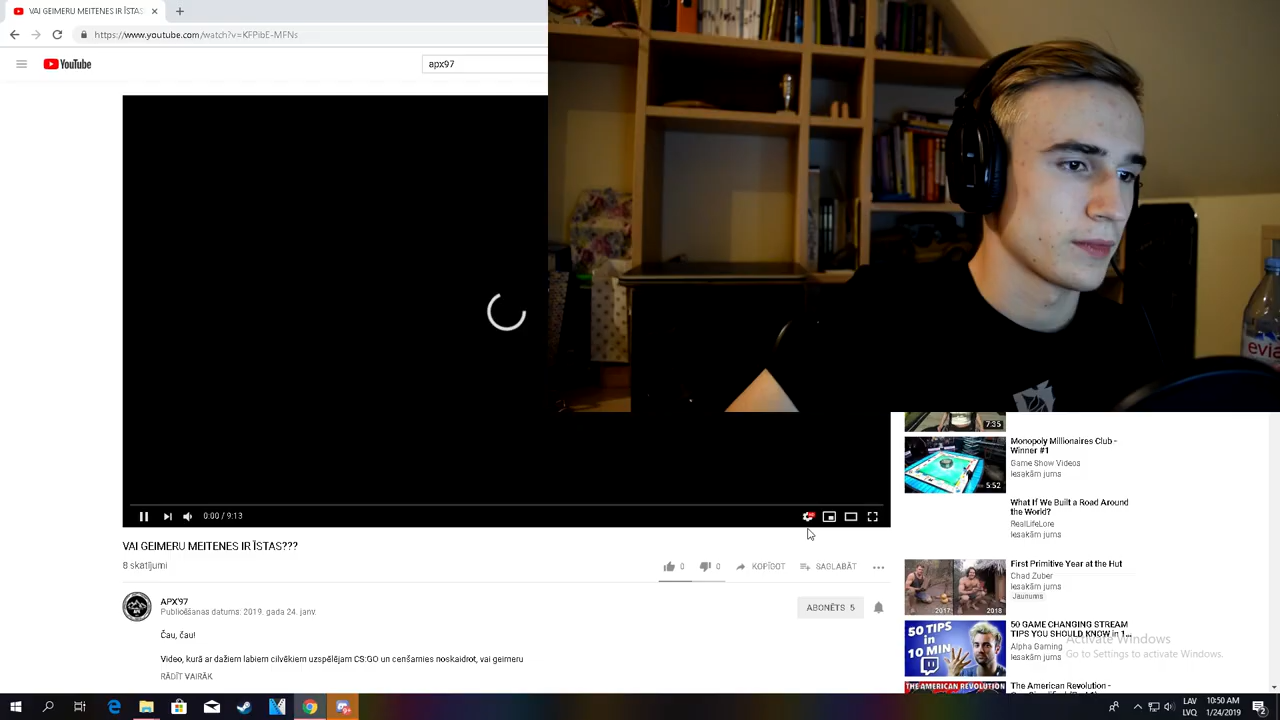 VAI GEIMERU MEITENES IR ĪSTAS
https://www.youtube.com/watch?v=KFPibE-MFNs
YouTube
apx97
evia
7:35
Monopoly Millionaires Club -
Winner #1
Game Show Videos
Iesakām jums
5:52
What If We Built a Road Around
the World?
RealLifeLore
Iesakām jums
0:00 / 9:13
VAI GEIMERU MEITENES IR ĪSTAS???
8 skatījumi
0
0
KOPĪGOT
SAGLABĀT
First Primitive Year at the Hut
Chad Zuber
Iesakām jums
Jaunums
2017
2018
APX'97
Publicēšanas datums: 2019. gada 24. janv.
ABONĒTS 5
Čau, čau!
Video, kurā ar dažiem labiem cilvēkiem uzspēlējam CS:GO un cenšamies noskaidrot, vai geimeru
RĀDĪT VAIRĀK
50 TIPS
in
10 MIN
50 GAME CHANGING STREAM
TIPS YOU SHOULD KNOW in 1...
Alpha Gaming
Iesakām jums
Activate Windows
Go to Settings to activate Windows.
THE AMERICAN REVOLUTION
The American Revolution -
LAV
LVQ
10:50 AM
1/24/2019
2